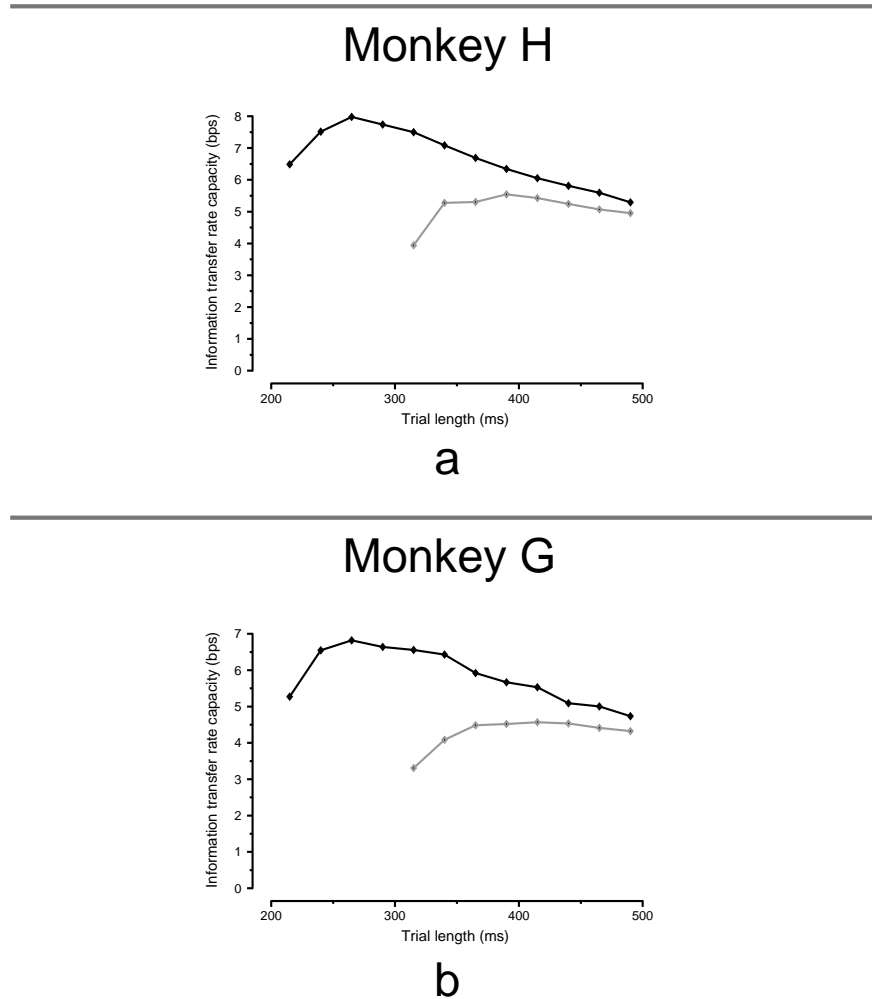 Monkey H
Information transfer rate capacity (bps)
8
7
6
5
4
3
2
1
0
200 300 400 500
Trial length (ms)
a
Monkey G
Information transfer rate capacity (bps)
7
6
5
4
3
2
1
0
200 300 400 500
Trial length (ms)
b